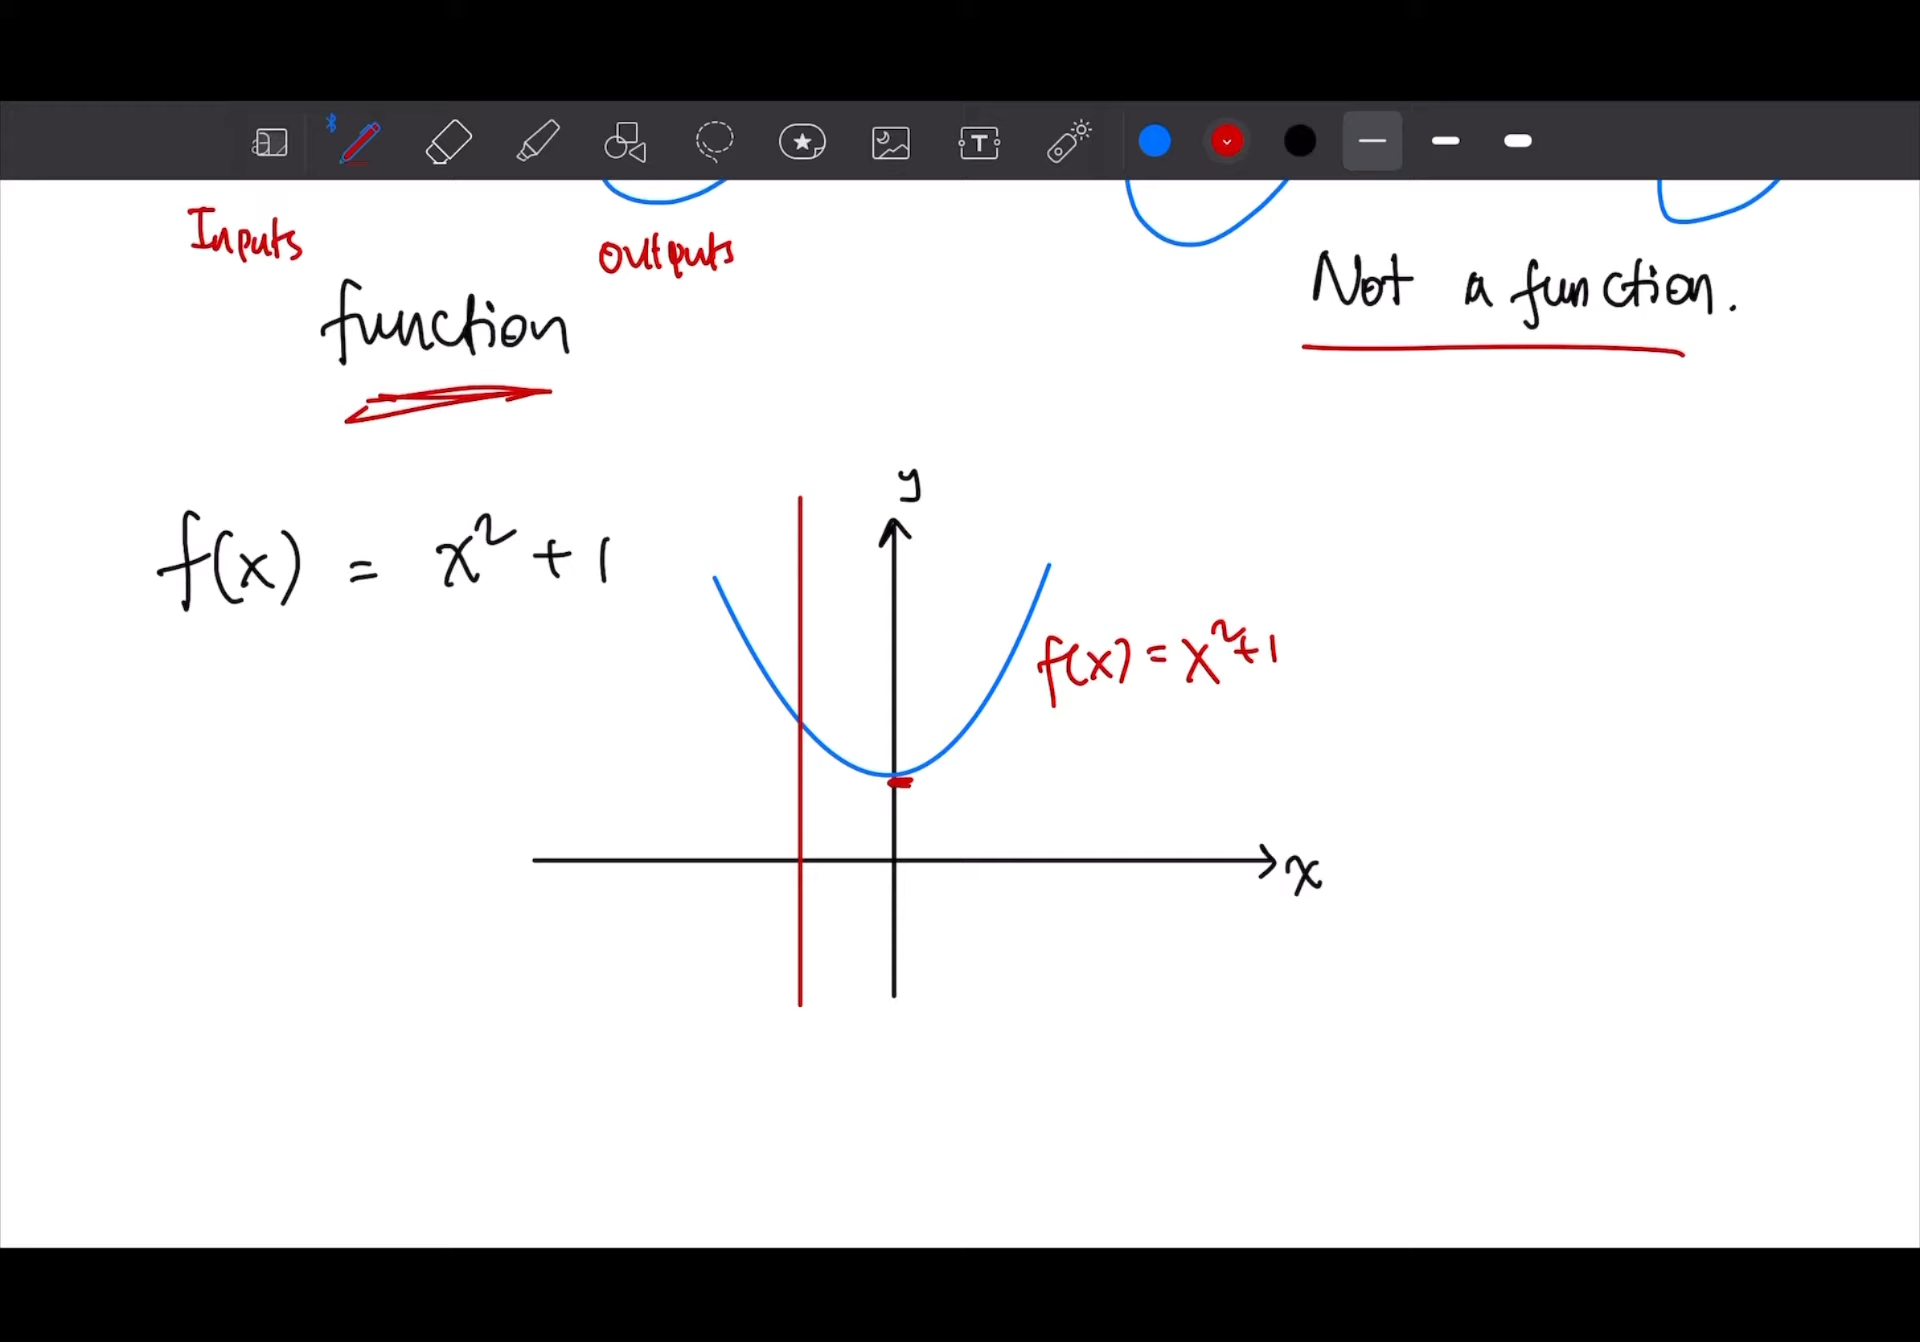 Inputs
outputs
function
Not a function.
f(x) = x² + 1
y
f(x) = x²+1
x